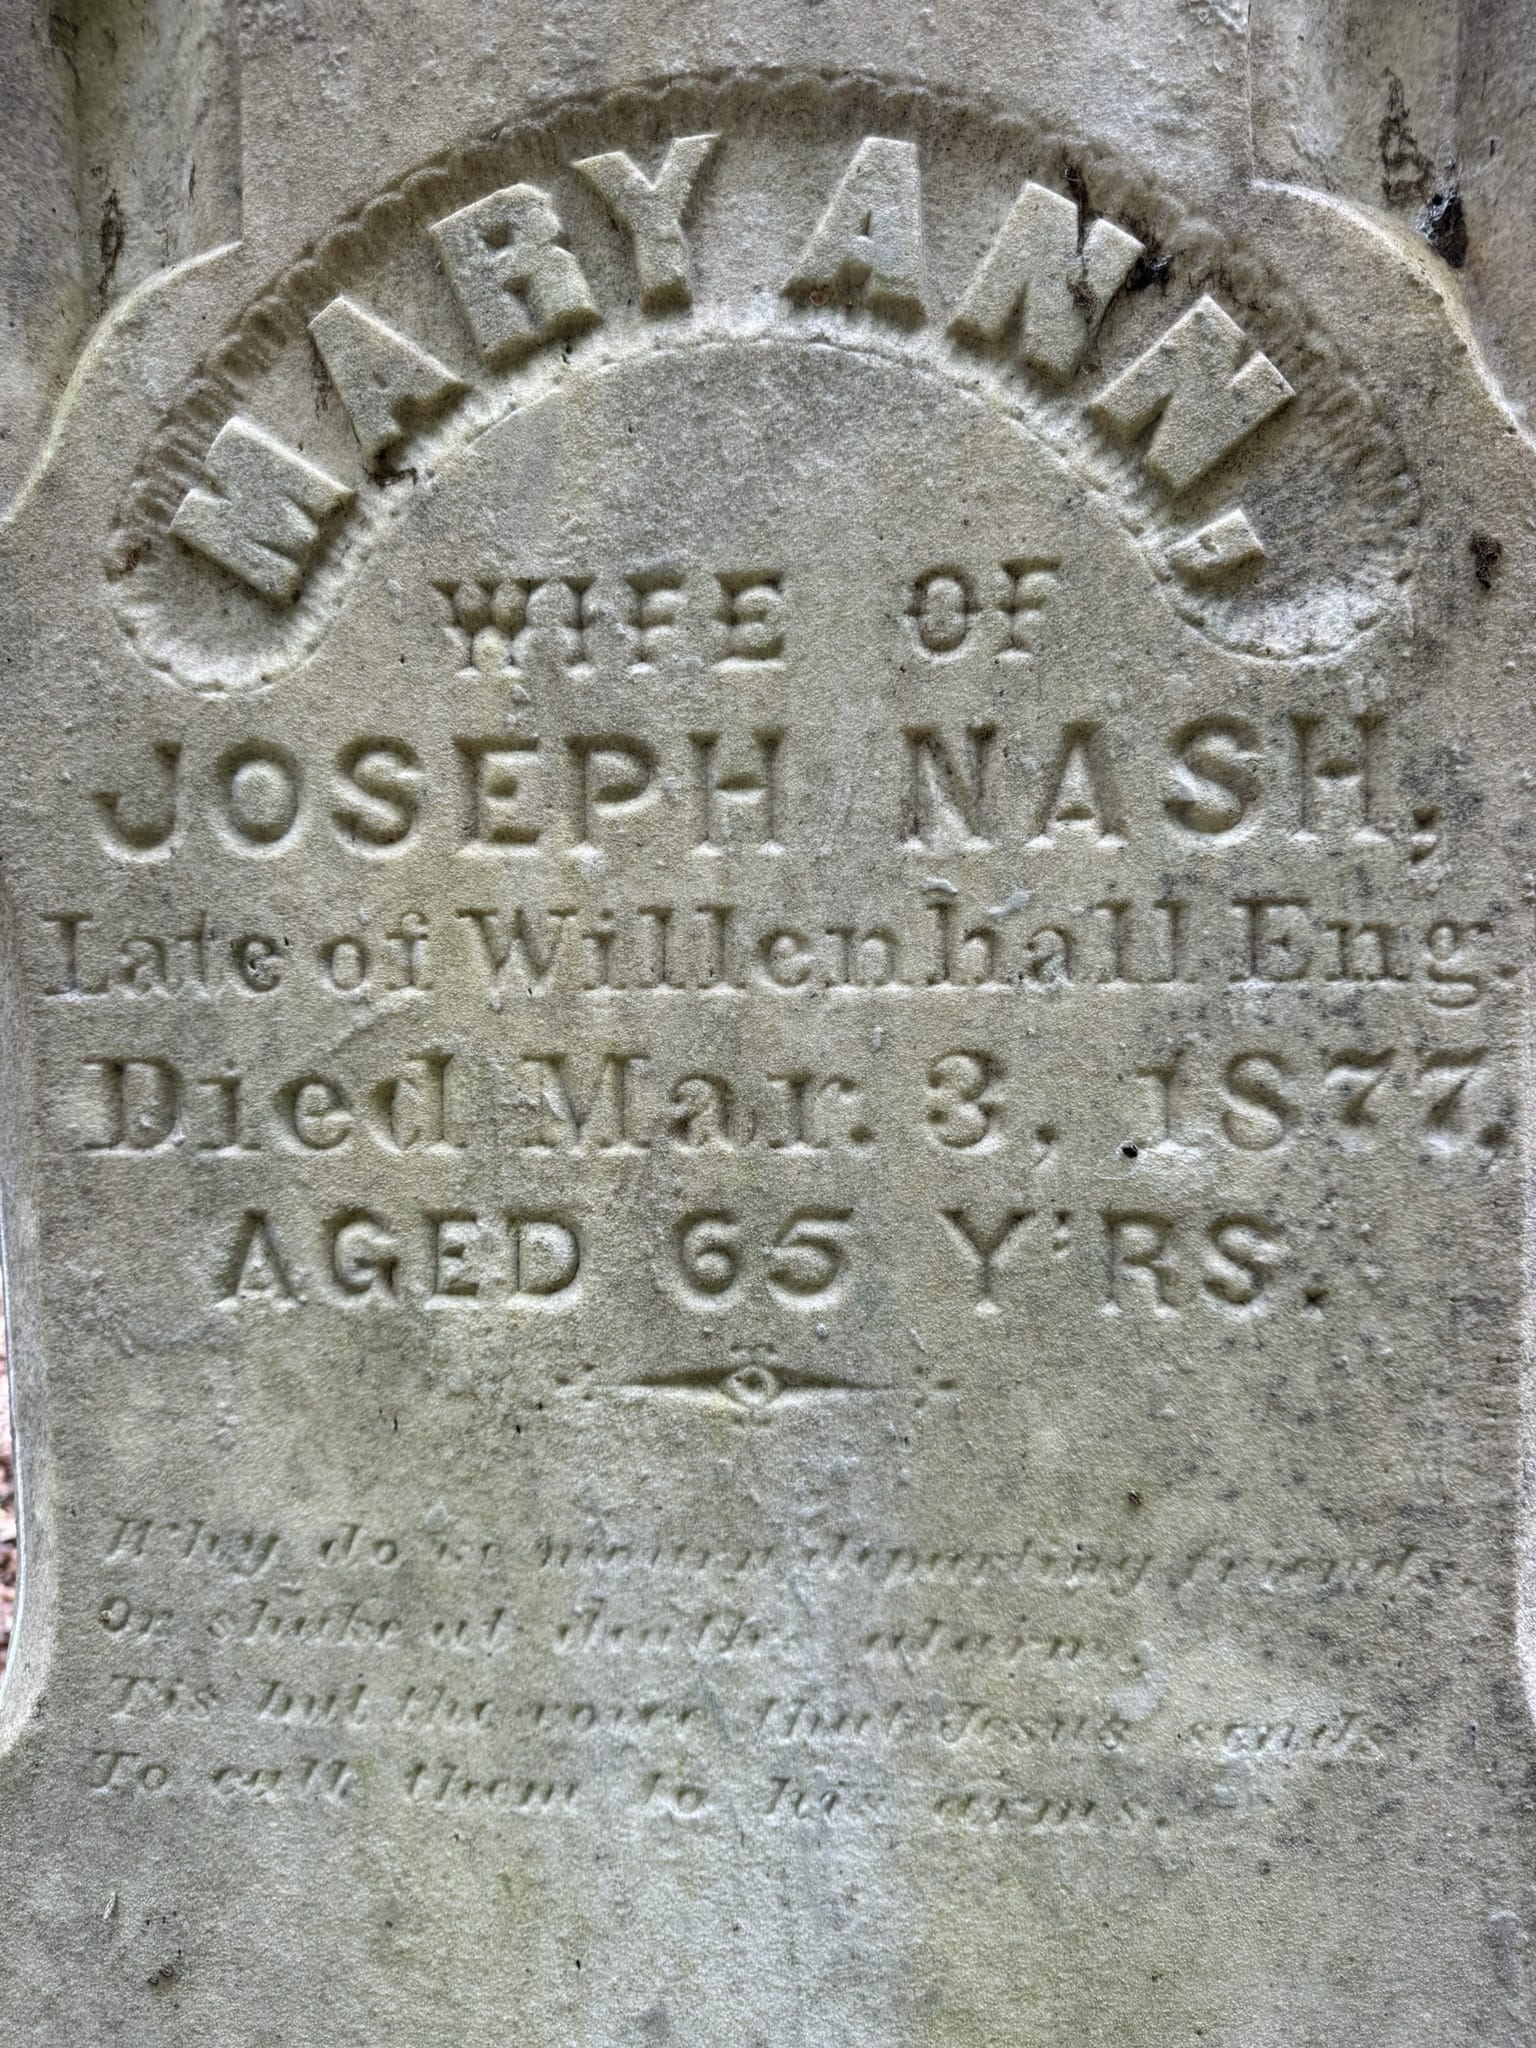 MARY ANN,
WIFE OF
JOSEPH NASH,
Late of Willenhall Eng.
Died Mar. 3, 1877,
AGED 65 Y'RS.
Why do we mourn departing friends,
Or shake at deaths alarms,
Tis but the voice that Jesus sends,
To call them to his arms.